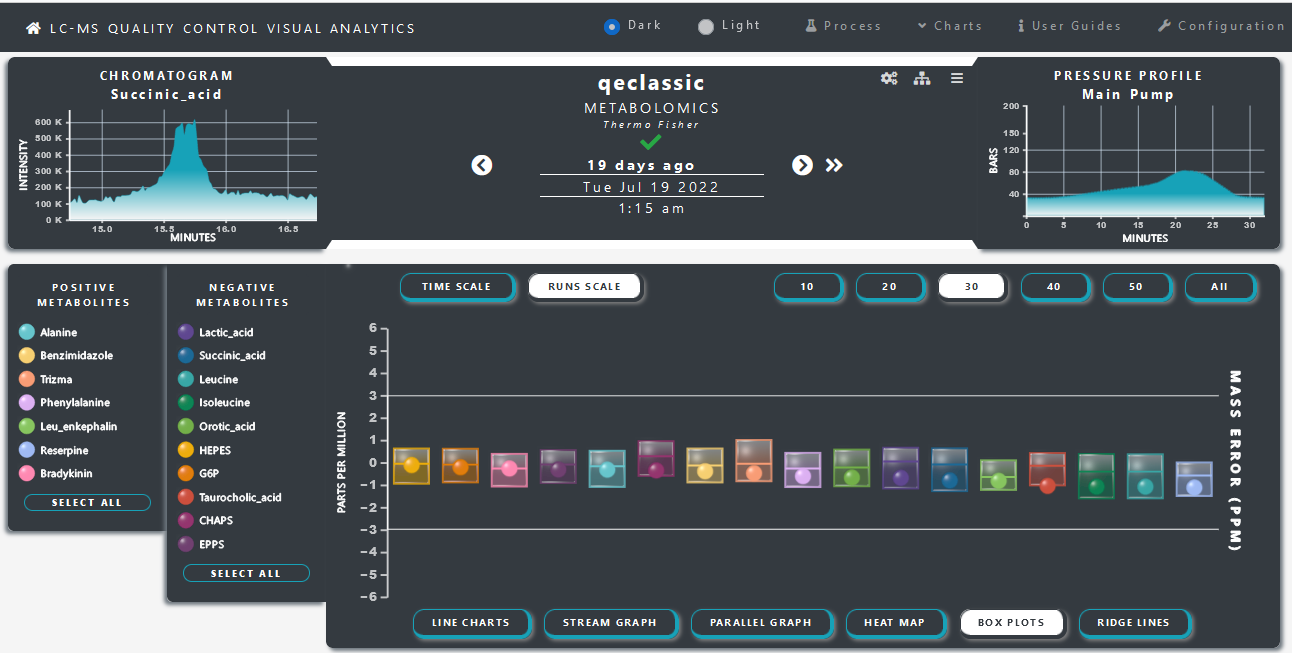 LC-MS QUALITY CONTROL VISUAL ANALYTICS
Dark
Light
Process
Charts
User Guides
Configuration
CHROMATOGRAM
Succinic_acid
INTENSITY
600 K
500 K
400 K
300 K
200 K
100 K
0 K
15.0
15.5
16.0
16.5
MINUTES
qeclassic
METABOLOMICS
Thermo Fisher
19 days ago
Tue Jul 19 2022
1:15 am
PRESSURE PROFILE
Main Pump
BARS
200
150
120
80
40
0
5
10
15
20
25
30
MINUTES
POSITIVE
METABOLITES
Alanine
Benzimidazole
Trizma
Phenylalanine
Leu_enkephalin
Reserpine
Bradykinin
SELECT ALL
NEGATIVE
METABOLITES
Lactic_acid
Succinic_acid
Leucine
Isoleucine
Orotic_acid
HEPES
G6P
Taurocholic_acid
CHAPS
EPPS
SELECT ALL
TIME SCALE
RUNS SCALE
10
20
30
40
50
All
PARTS PER MILLION
6
5
4
3
2
1
0
−1
−2
−3
−4
−5
−6
MASS ERROR (PPM)
LINE CHARTS
STREAM GRAPH
PARALLEL GRAPH
HEAT MAP
BOX PLOTS
RIDGE LINES